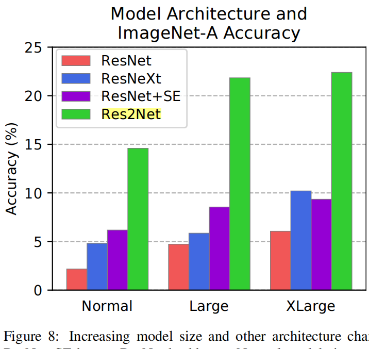 Model Architecture and
ImageNet-A Accuracy
25
20
15
10
5
0
Accuracy (%)
ResNet
ResNeXt
ResNet+SE
Res2Net
Normal Large XLarge
Figure 8: Increasing model size and other architecture